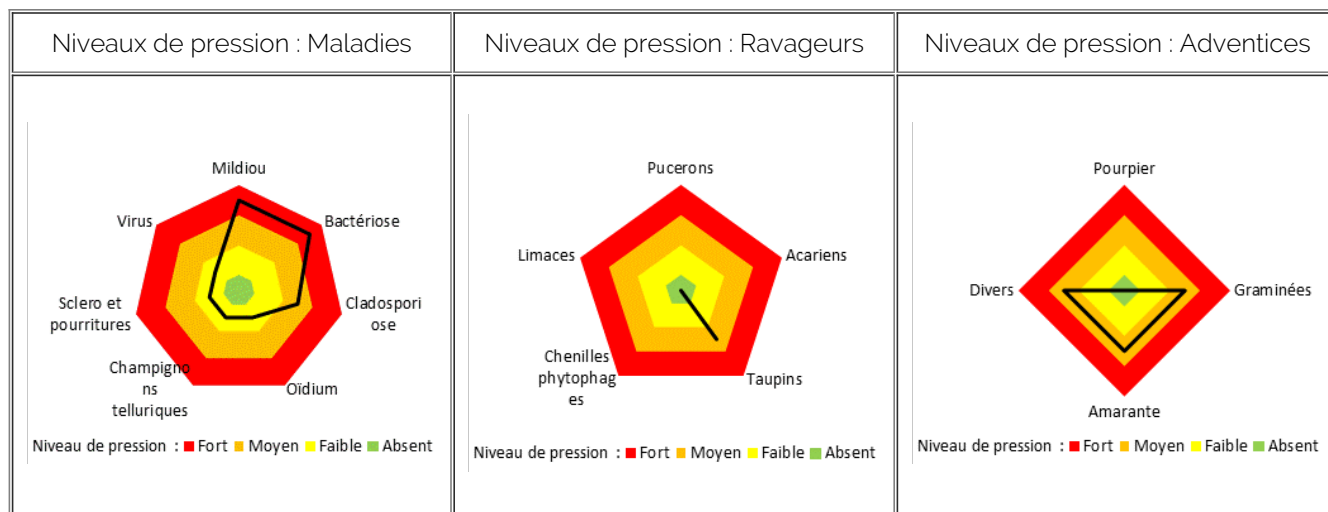 Niveaux de pression : Maladies
Niveaux de pression : Ravageurs
Niveaux de pression : Adventices
Mildiou
Bactériose
Cladospori
ose
Oïdium
Champigno
ns
telluriques
Sclero et
pourritures
Virus
Niveau de pression : Fort Moyen Faible Absent
Pucerons
Acariens
Taupins
Chenilles
phytophag
es
Limaces
Niveau de pression : Fort Moyen Faible Absent
Pourpier
Graminées
Amarante
Divers
Niveau de pression : Fort Moyen Faible Absent